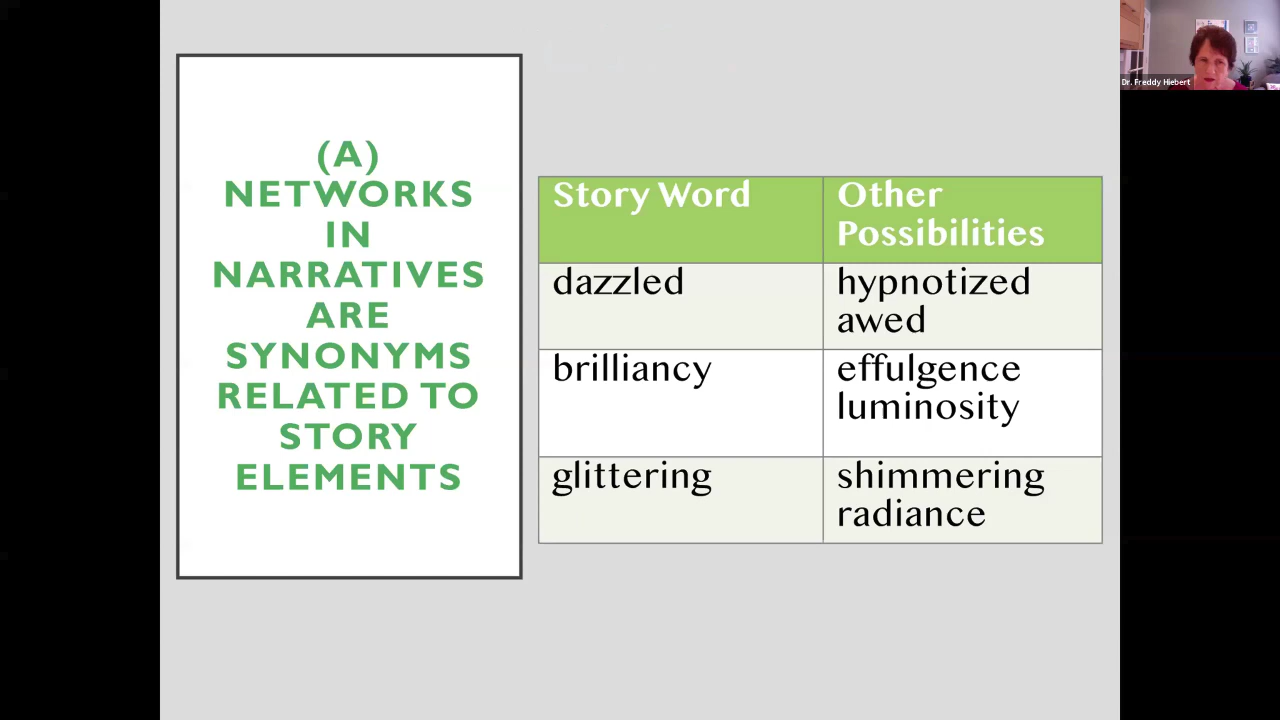 (A)
NETWORKS
IN
NARRATIVES
ARE
SYNONYMS
RELATED TO
STORY
ELEMENTS
Story Word
Other
Possibilities
dazzled
hypnotized
awed
brilliancy
effulgence
luminosity
glittering
shimmering
radiance
Dr. Freddy Hiebert